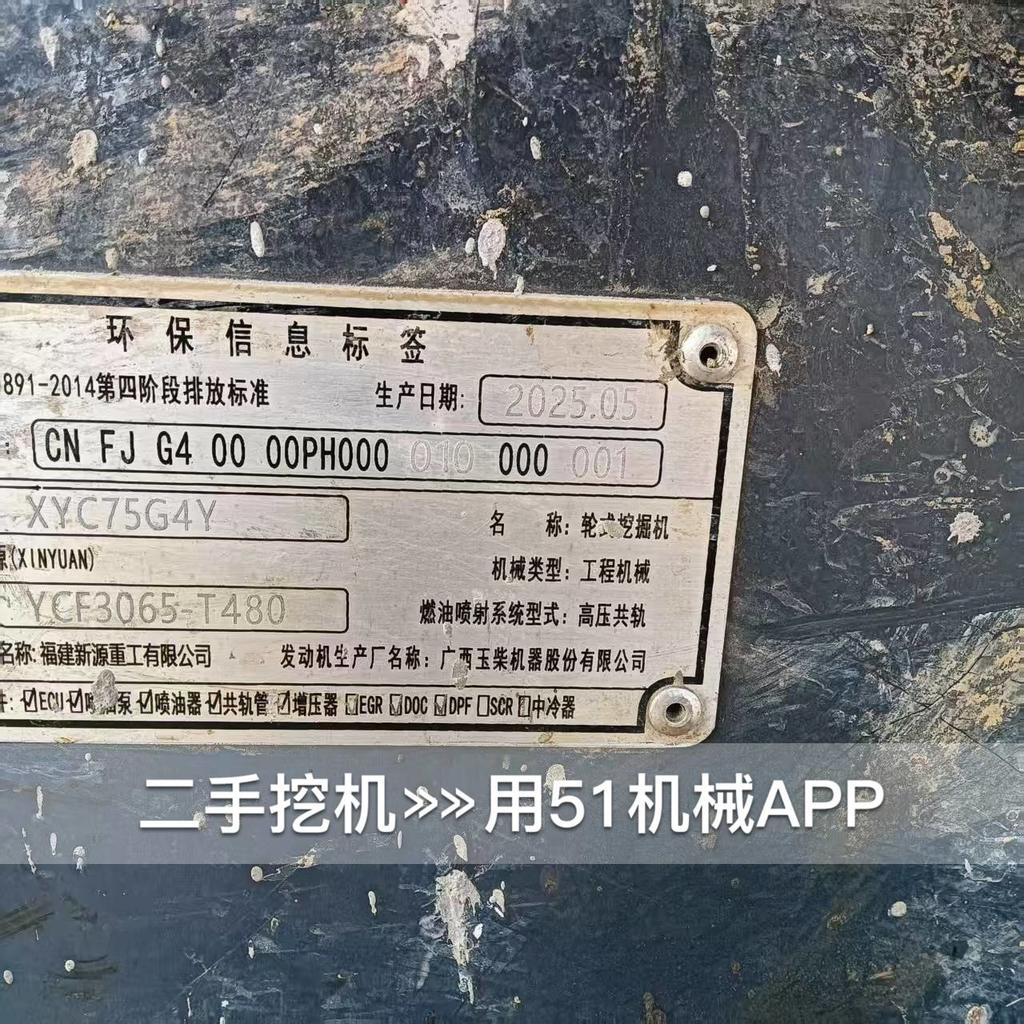 环保信息标签
891-2014第四阶段排放标准 生产日期: 2025.05
: CN FJ G4 00 00PH000 010 000 001
XYC75G4Y 名 称: 轮式挖掘机
源(XINYUAN) 机械类型: 工程机械
YCF3065-T480 燃油喷射系统型式: 高压共轨
名称: 福建新源重工有限公司 发动机生产厂名称: 广西玉柴机器股份有限公司
件: ☑ECU ☑喷油泵 ☑喷油器 ☑共轨管 ☑增压器 ☑EGR ☑DOC ☑DPF ☐SCR ☑中冷器
二手挖机»»用51机械APP